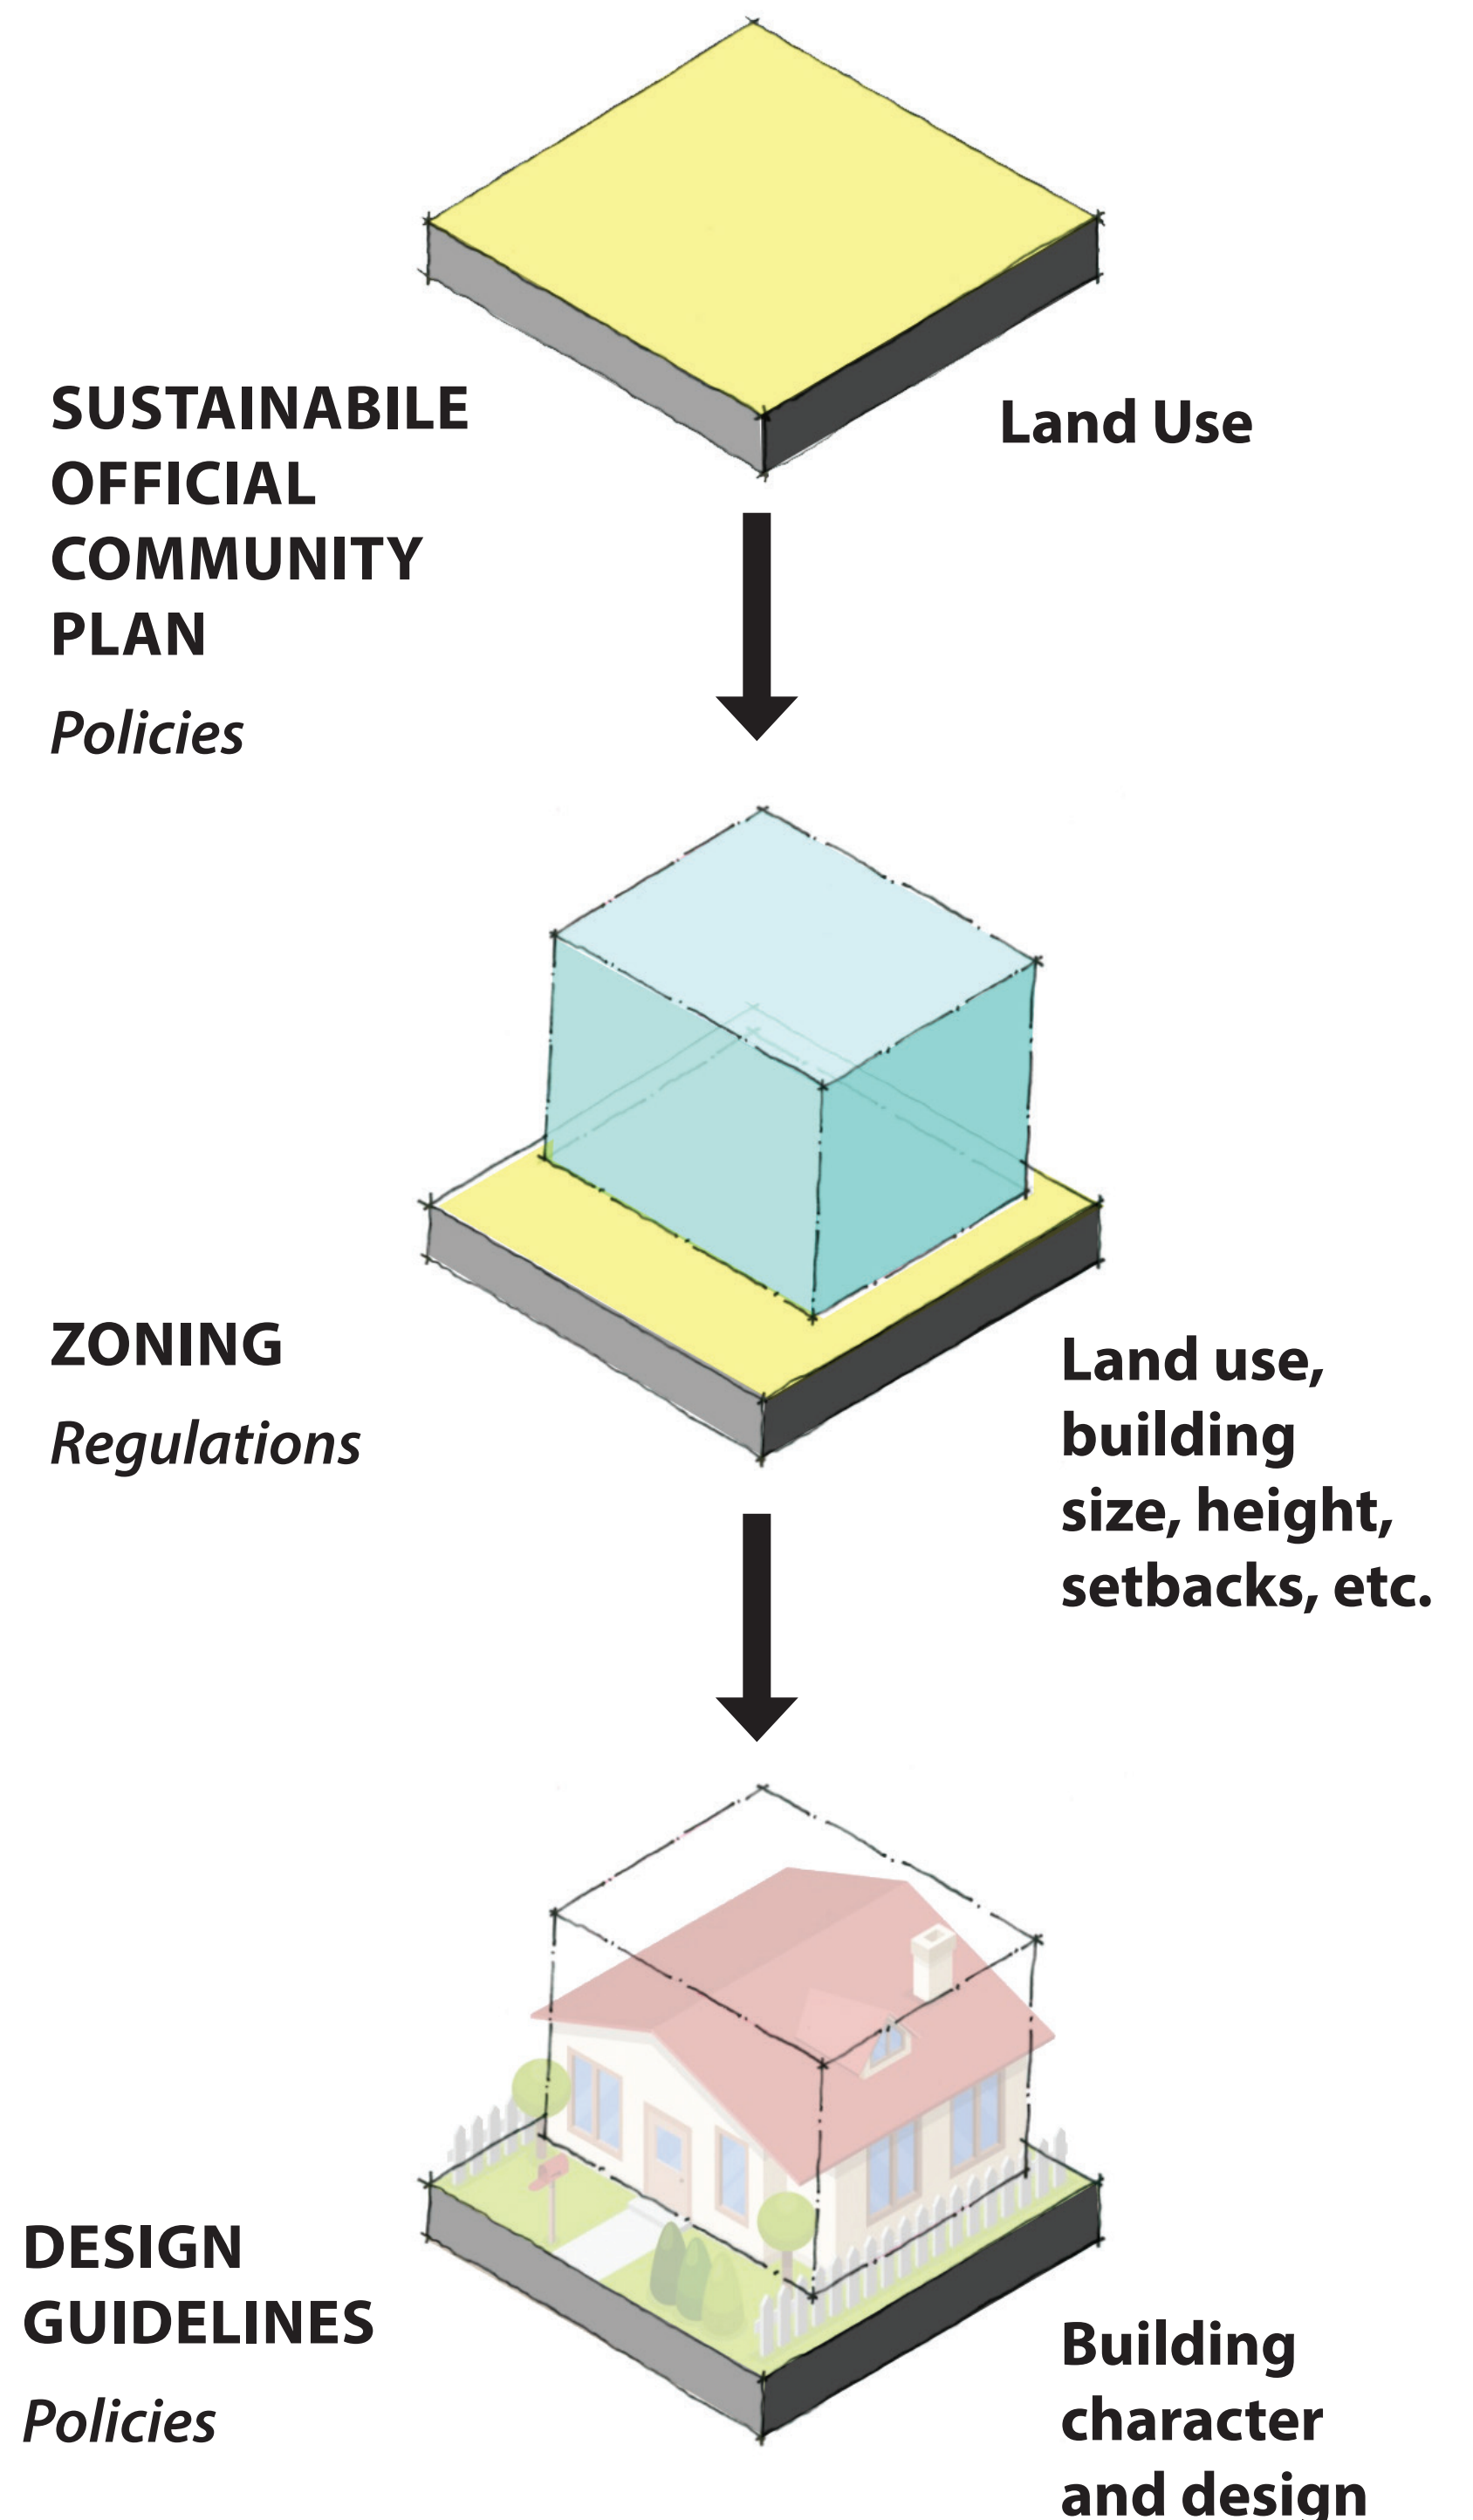 SUSTAINABILE
OFFICIAL
COMMUNITY
PLAN
Policies
Land Use
ZONING
Regulations
Land use,
building
size, height,
setbacks, etc.
DESIGN
GUIDELINES
Policies
Building
character
and design